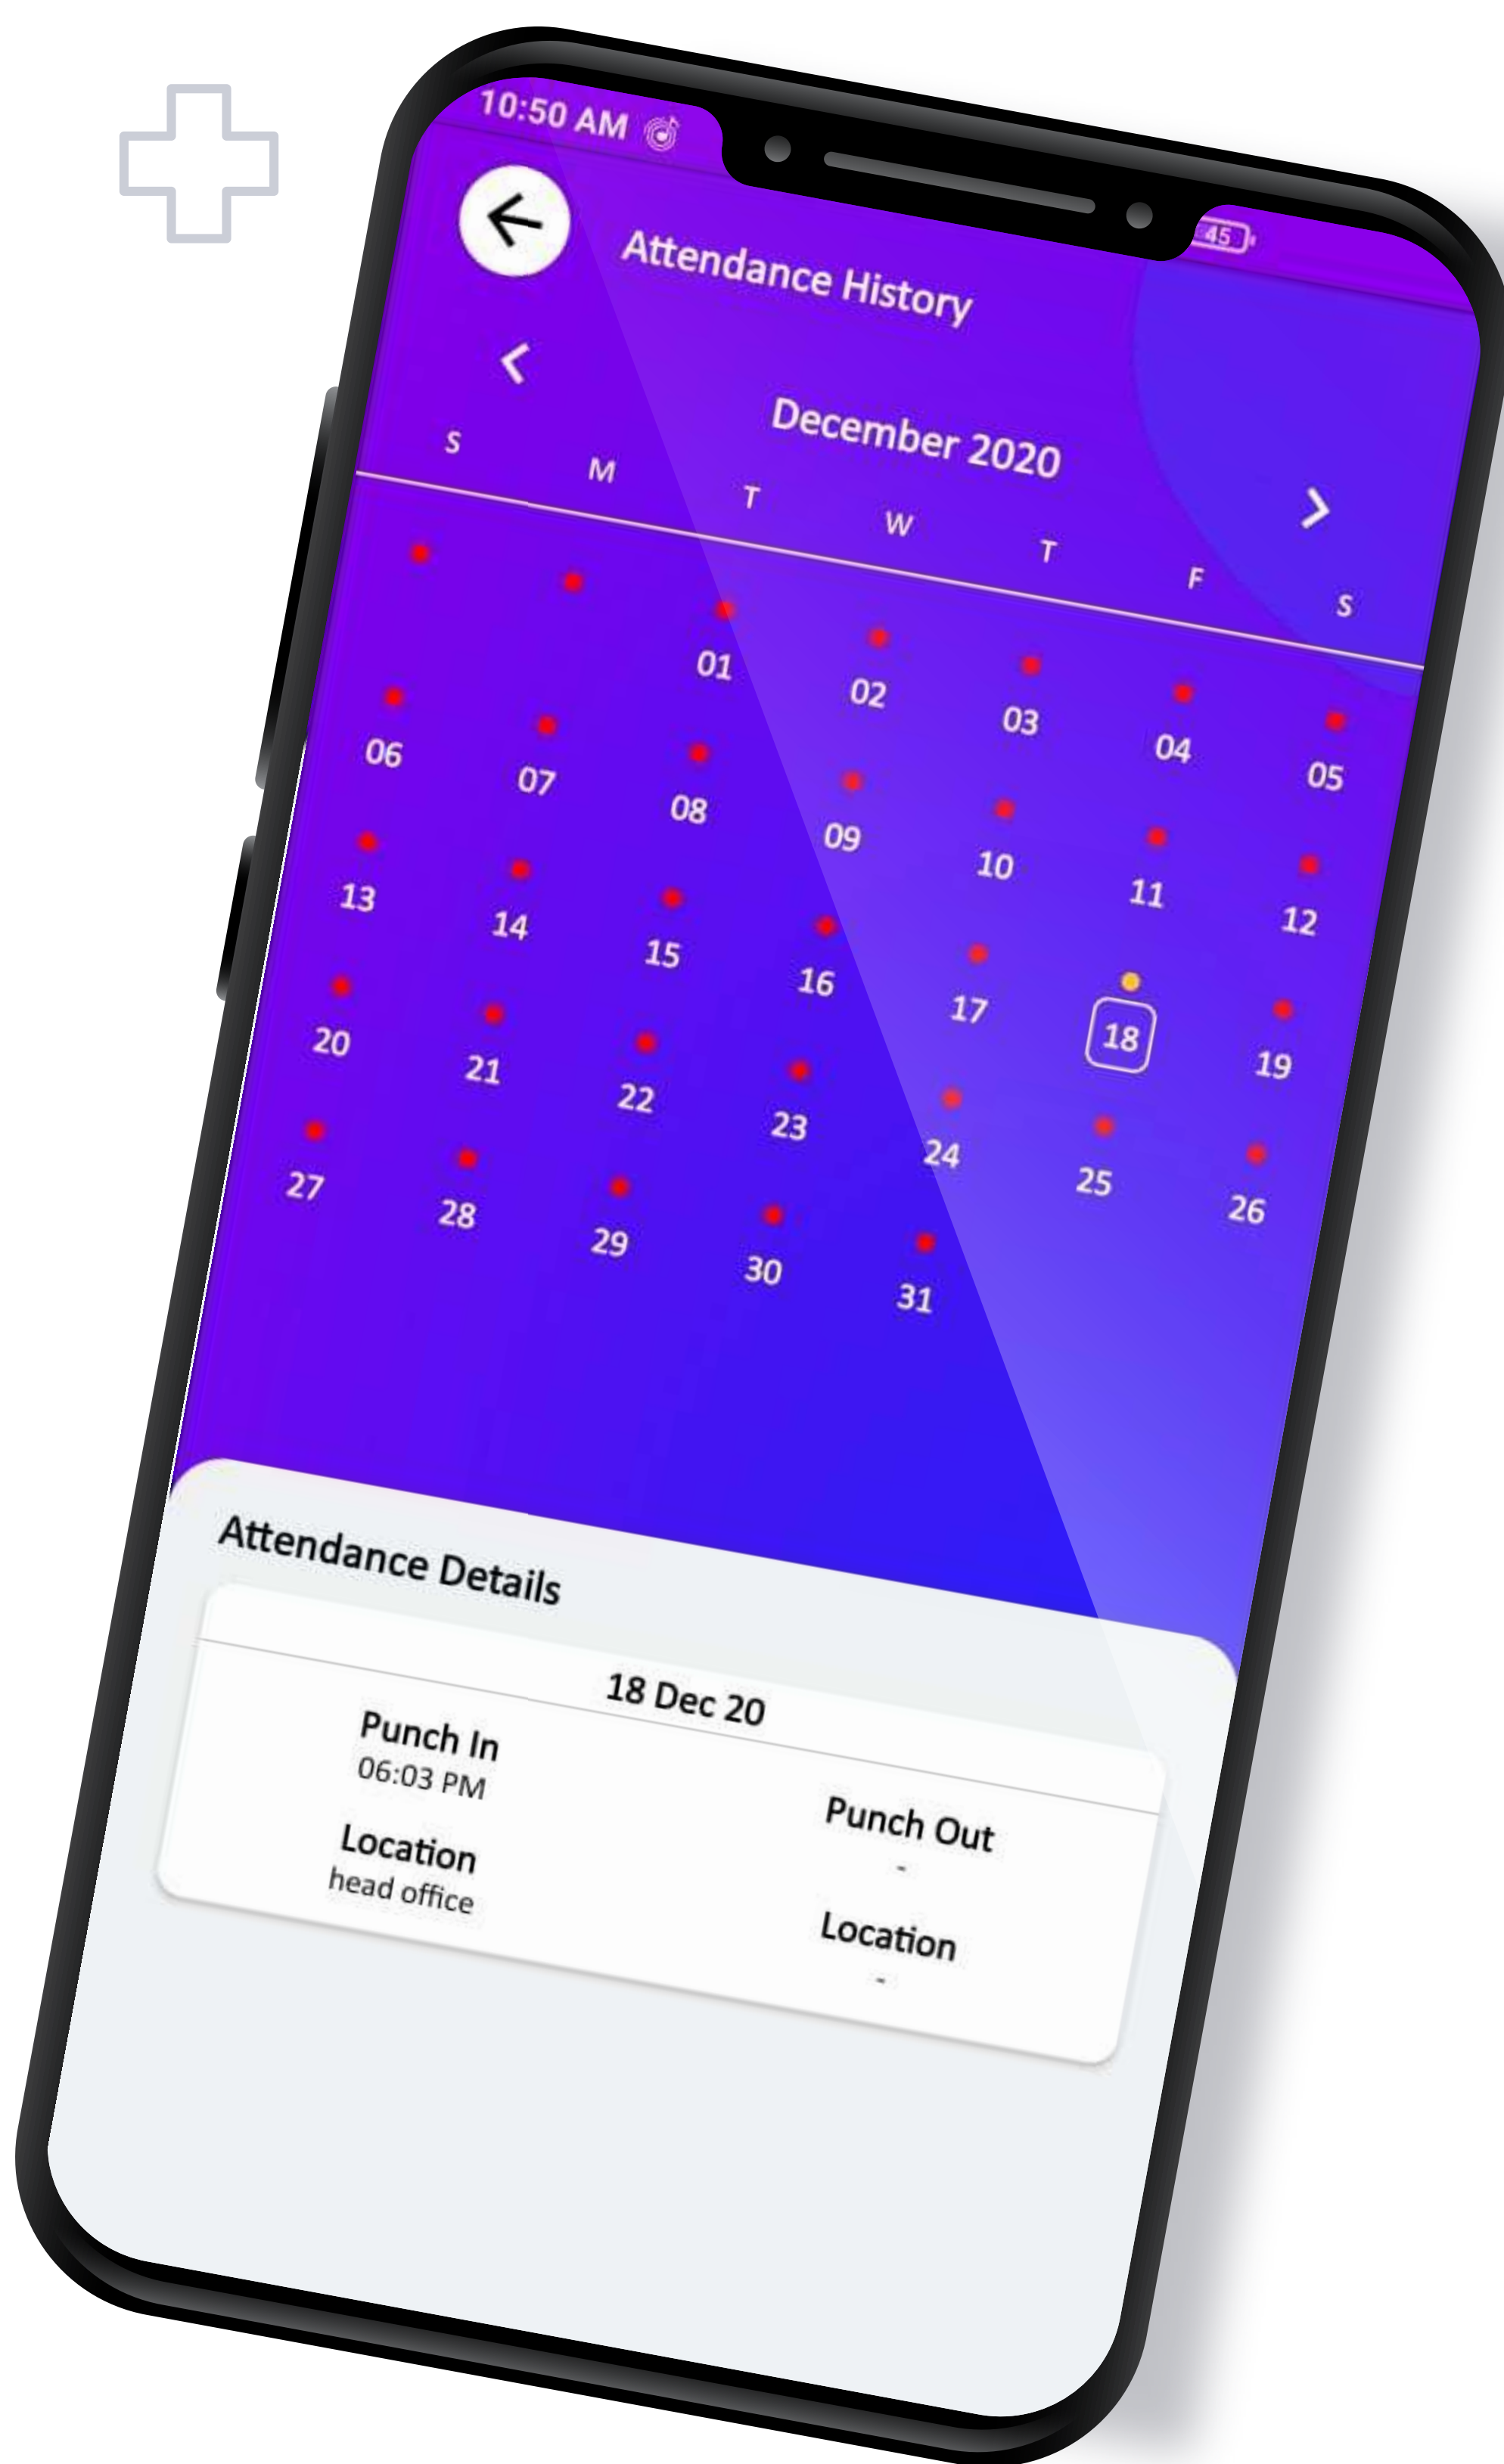 10:50 AM
45
Attendance History
December 2020
S M T W T F S
01 02 03 04 05
06 07 08 09 10 11 12
13 14 15 16 17 18 19
20 21 22 23 24 25 26
27 28 29 30 31
Attendance Details
18 Dec 20
Punch In Punch Out
06:03 PM -
Location Location
head office -